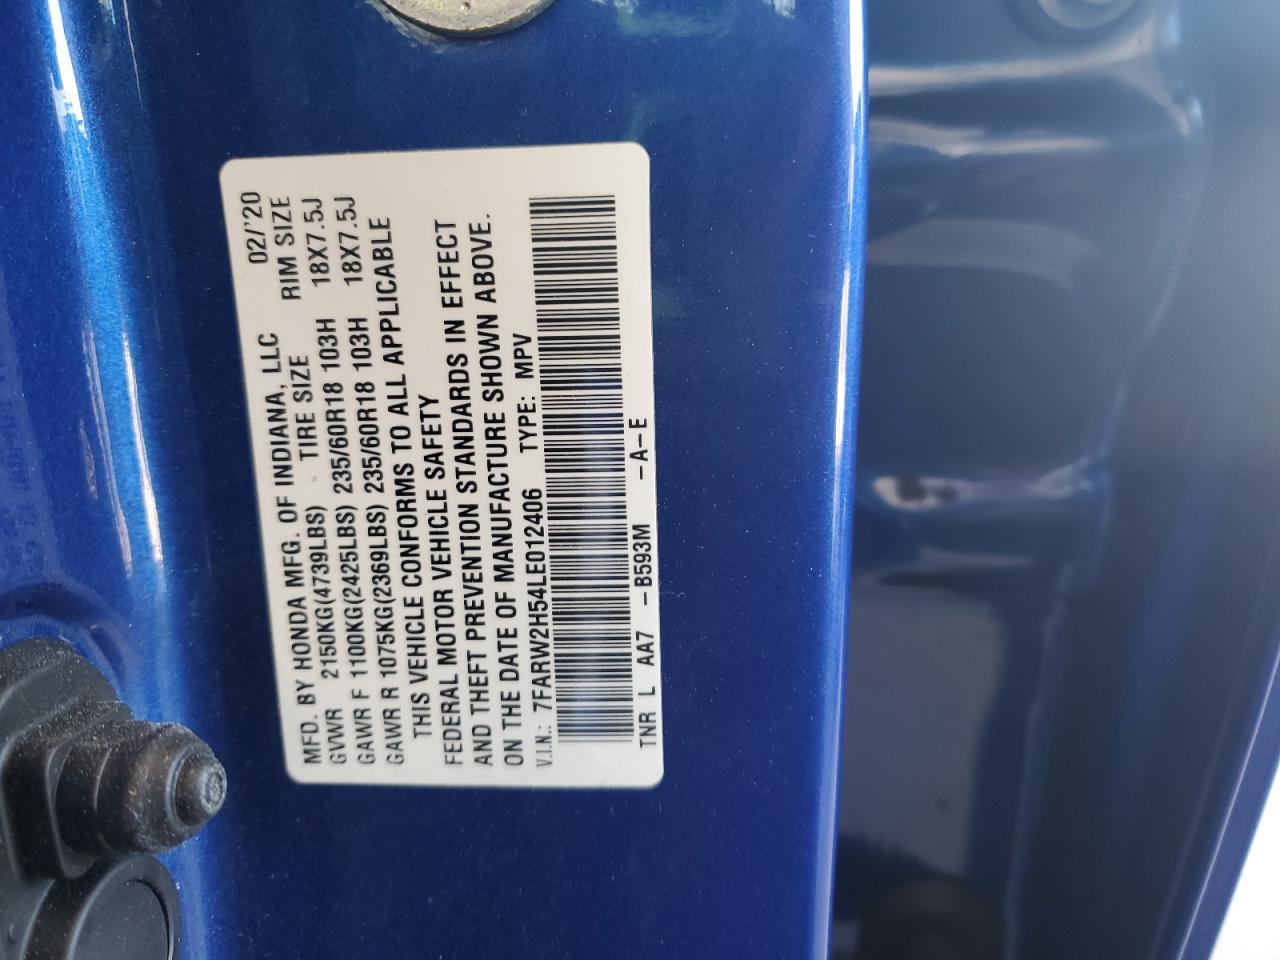 MFD. BY HONDA MFG. OF INDIANA, LLC 02/'20
GVWR 2150KG(4739LBS) TIRE SIZE RIM SIZE
GAWR F 1100KG(2425LBS) 235/60R18 103H 18X7.5J
GAWR R 1075KG(2369LBS) 235/60R18 103H 18X7.5J
THIS VEHICLE CONFORMS TO ALL APPLICABLE
FEDERAL MOTOR VEHICLE SAFETY
AND THEFT PREVENTION STANDARDS IN EFFECT
ON THE DATE OF MANUFACTURE SHOWN ABOVE.
V.I.N.: 7FARW2H54LE012406 TYPE: MPV
TNR L AA7 -B593M -A-E